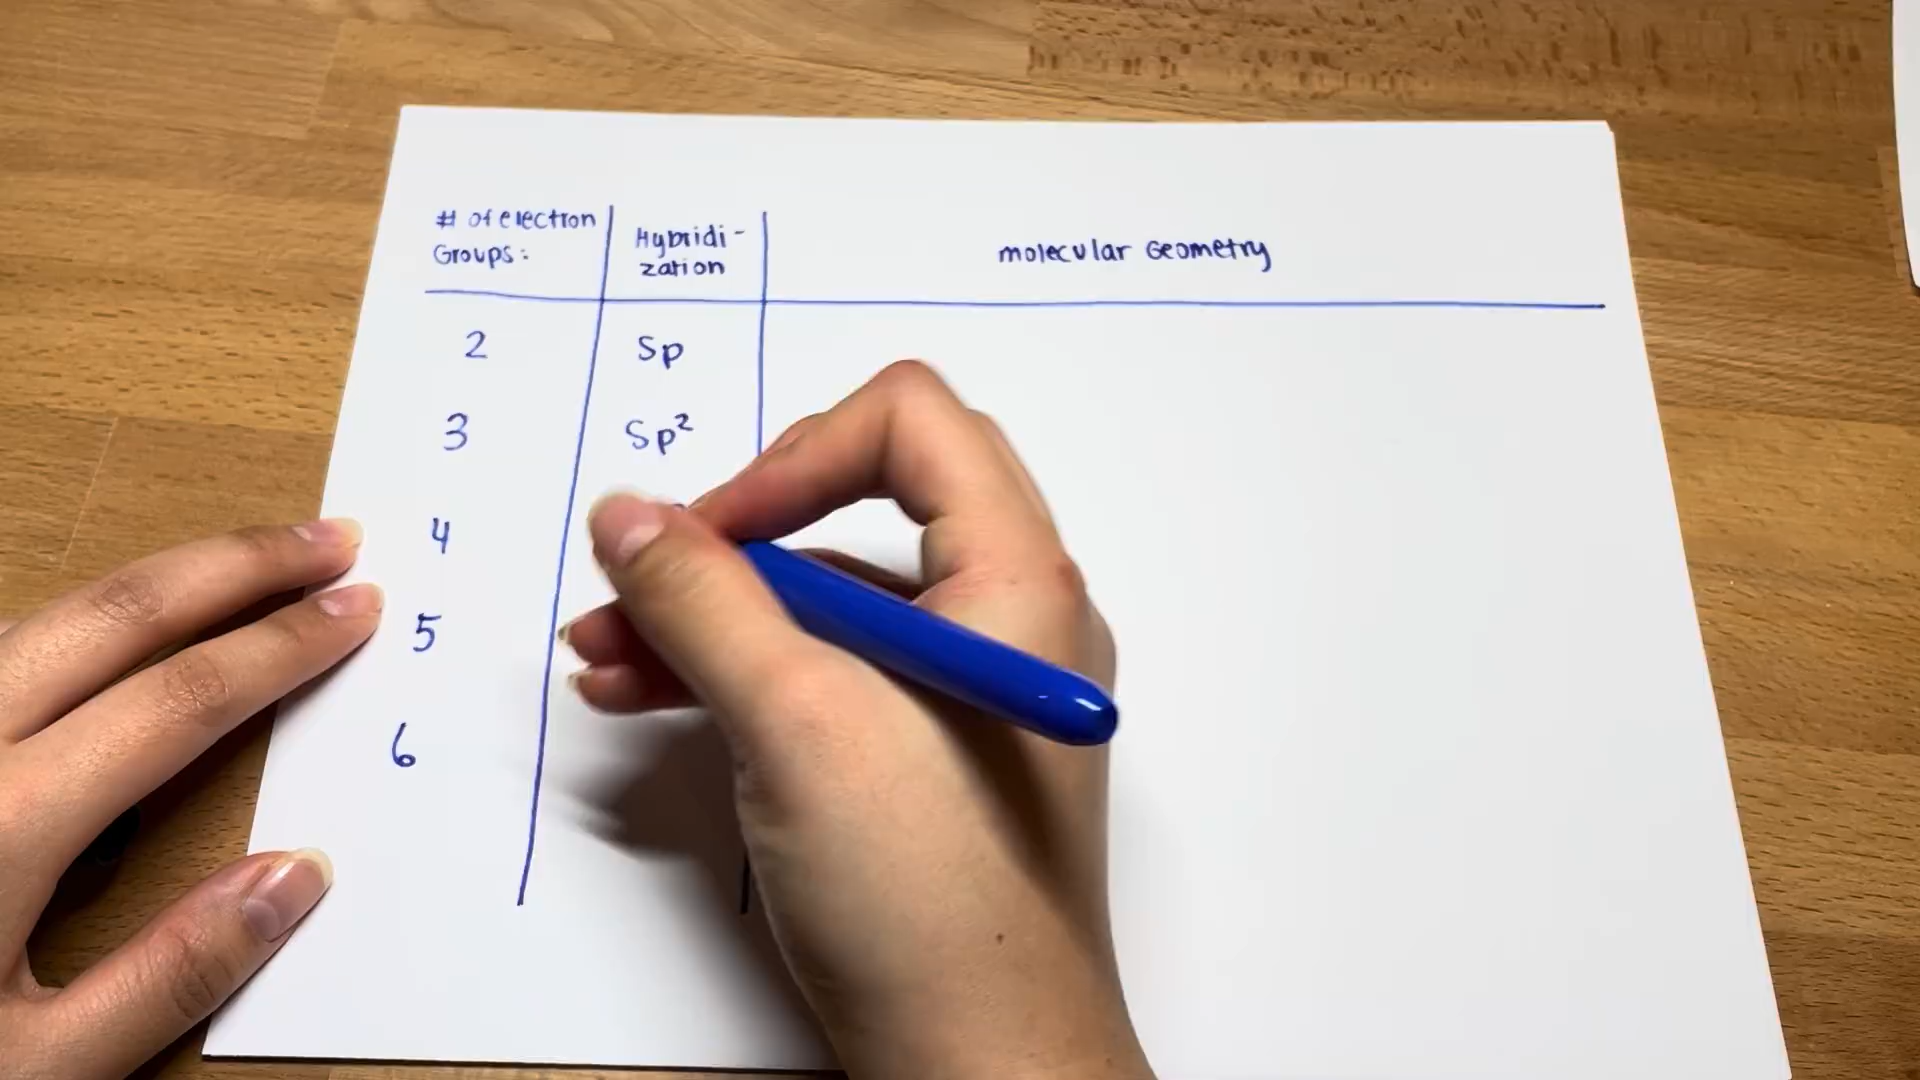 # of electron
Groups:
Hybridi-
zation
molecular Geometry
2
Sp
3
Sp²
4
5
6